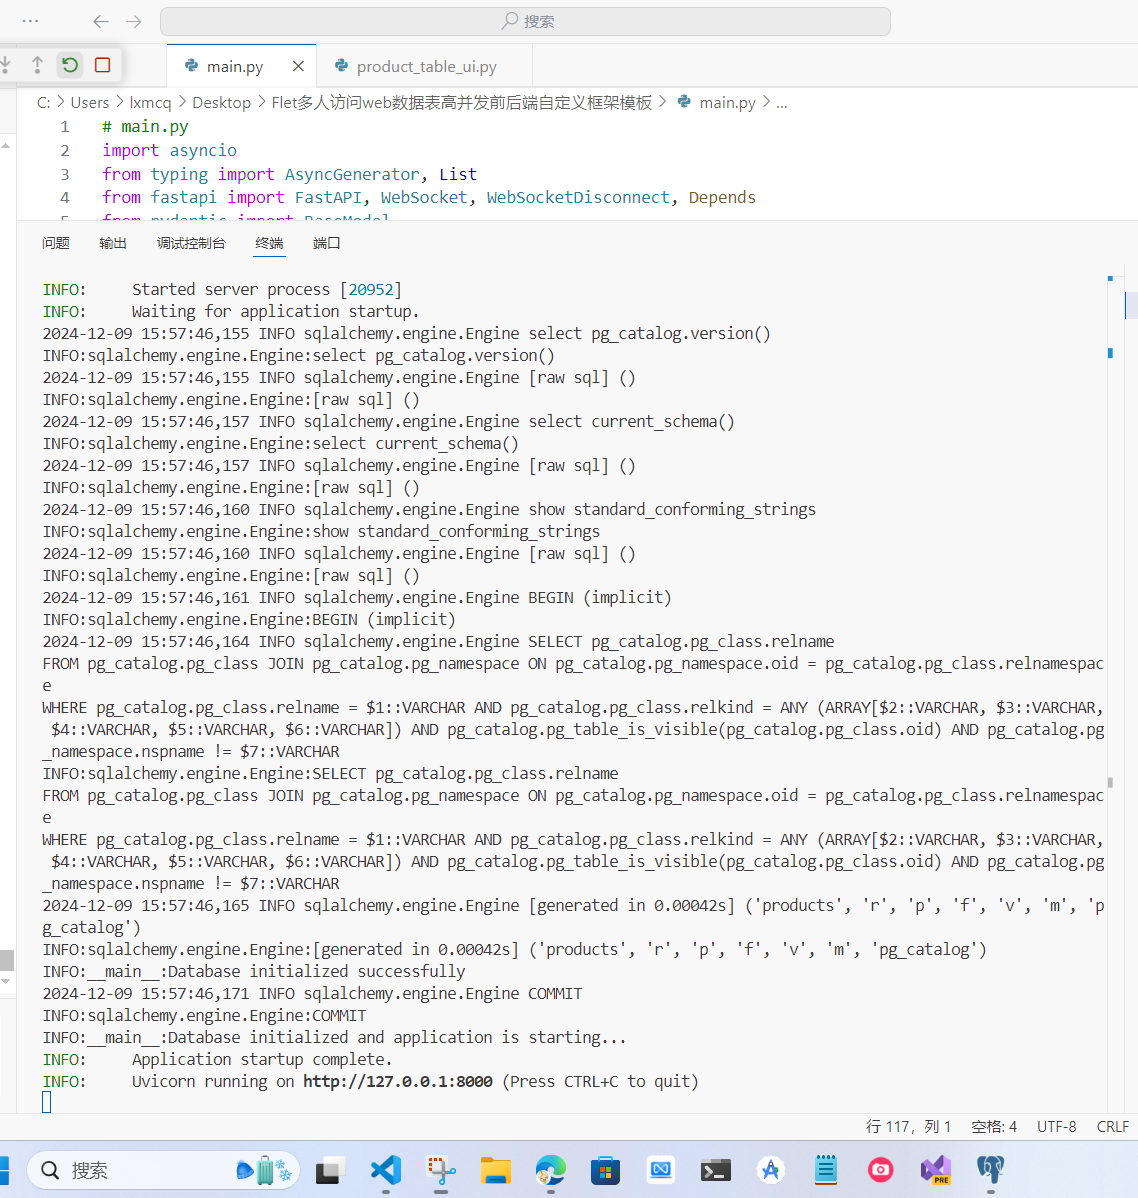 搜索
main.py
product_table_ui.py
C: > Users > lxmcq > Desktop > Flet多人访问web数据表高并发前后端自定义框架模板 > main.py > ...
1 # main.py
2 import asyncio
3 from typing import AsyncGenerator, List
4 from fastapi import FastAPI, WebSocket, WebSocketDisconnect, Depends
5 from pydantic import BaseModel
问题 输出 调试控制台 终端 端口
INFO: Started server process [20952]
INFO: Waiting for application startup.
2024-12-09 15:57:46,155 INFO sqlalchemy.engine.Engine select pg_catalog.version()
INFO:sqlalchemy.engine.Engine:select pg_catalog.version()
2024-12-09 15:57:46,155 INFO sqlalchemy.engine.Engine [raw sql] ()
INFO:sqlalchemy.engine.Engine:[raw sql] ()
2024-12-09 15:57:46,157 INFO sqlalchemy.engine.Engine select current_schema()
INFO:sqlalchemy.engine.Engine:select current_schema()
2024-12-09 15:57:46,157 INFO sqlalchemy.engine.Engine [raw sql] ()
INFO:sqlalchemy.engine.Engine:[raw sql] ()
2024-12-09 15:57:46,160 INFO sqlalchemy.engine.Engine show standard_conforming_strings
INFO:sqlalchemy.engine.Engine:show standard_conforming_strings
2024-12-09 15:57:46,160 INFO sqlalchemy.engine.Engine [raw sql] ()
INFO:sqlalchemy.engine.Engine:[raw sql] ()
2024-12-09 15:57:46,161 INFO sqlalchemy.engine.Engine BEGIN (implicit)
INFO:sqlalchemy.engine.Engine:BEGIN (implicit)
2024-12-09 15:57:46,164 INFO sqlalchemy.engine.Engine SELECT pg_catalog.pg_class.relname
FROM pg_catalog.pg_class JOIN pg_catalog.pg_namespace ON pg_catalog.pg_namespace.oid = pg_catalog.pg_class.relnamespac
e
WHERE pg_catalog.pg_class.relname = $1::VARCHAR AND pg_catalog.pg_class.relkind = ANY (ARRAY[$2::VARCHAR, $3::VARCHAR,
$4::VARCHAR, $5::VARCHAR, $6::VARCHAR]) AND pg_catalog.pg_table_is_visible(pg_catalog.pg_class.oid) AND pg_catalog.pg
_namespace.nspname != $7::VARCHAR
INFO:sqlalchemy.engine.Engine:SELECT pg_catalog.pg_class.relname
FROM pg_catalog.pg_class JOIN pg_catalog.pg_namespace ON pg_catalog.pg_namespace.oid = pg_catalog.pg_class.relnamespac
e
WHERE pg_catalog.pg_class.relname = $1::VARCHAR AND pg_catalog.pg_class.relkind = ANY (ARRAY[$2::VARCHAR, $3::VARCHAR,
$4::VARCHAR, $5::VARCHAR, $6::VARCHAR]) AND pg_catalog.pg_table_is_visible(pg_catalog.pg_class.oid) AND pg_catalog.pg
_namespace.nspname != $7::VARCHAR
2024-12-09 15:57:46,165 INFO sqlalchemy.engine.Engine [generated in 0.00042s] ('products', 'r', 'p', 'f', 'v', 'm', 'p
g_catalog')
INFO:sqlalchemy.engine.Engine:[generated in 0.00042s] ('products', 'r', 'p', 'f', 'v', 'm', 'pg_catalog')
INFO:__main__:Database initialized successfully
2024-12-09 15:57:46,171 INFO sqlalchemy.engine.Engine COMMIT
INFO:sqlalchemy.engine.Engine:COMMIT
INFO:__main__:Database initialized and application is starting...
INFO: Application startup complete.
INFO: Uvicorn running on http://127.0.0.1:8000 (Press CTRL+C to quit)
行 117，列 1 空格: 4 UTF-8 CRLF
搜索
PRE